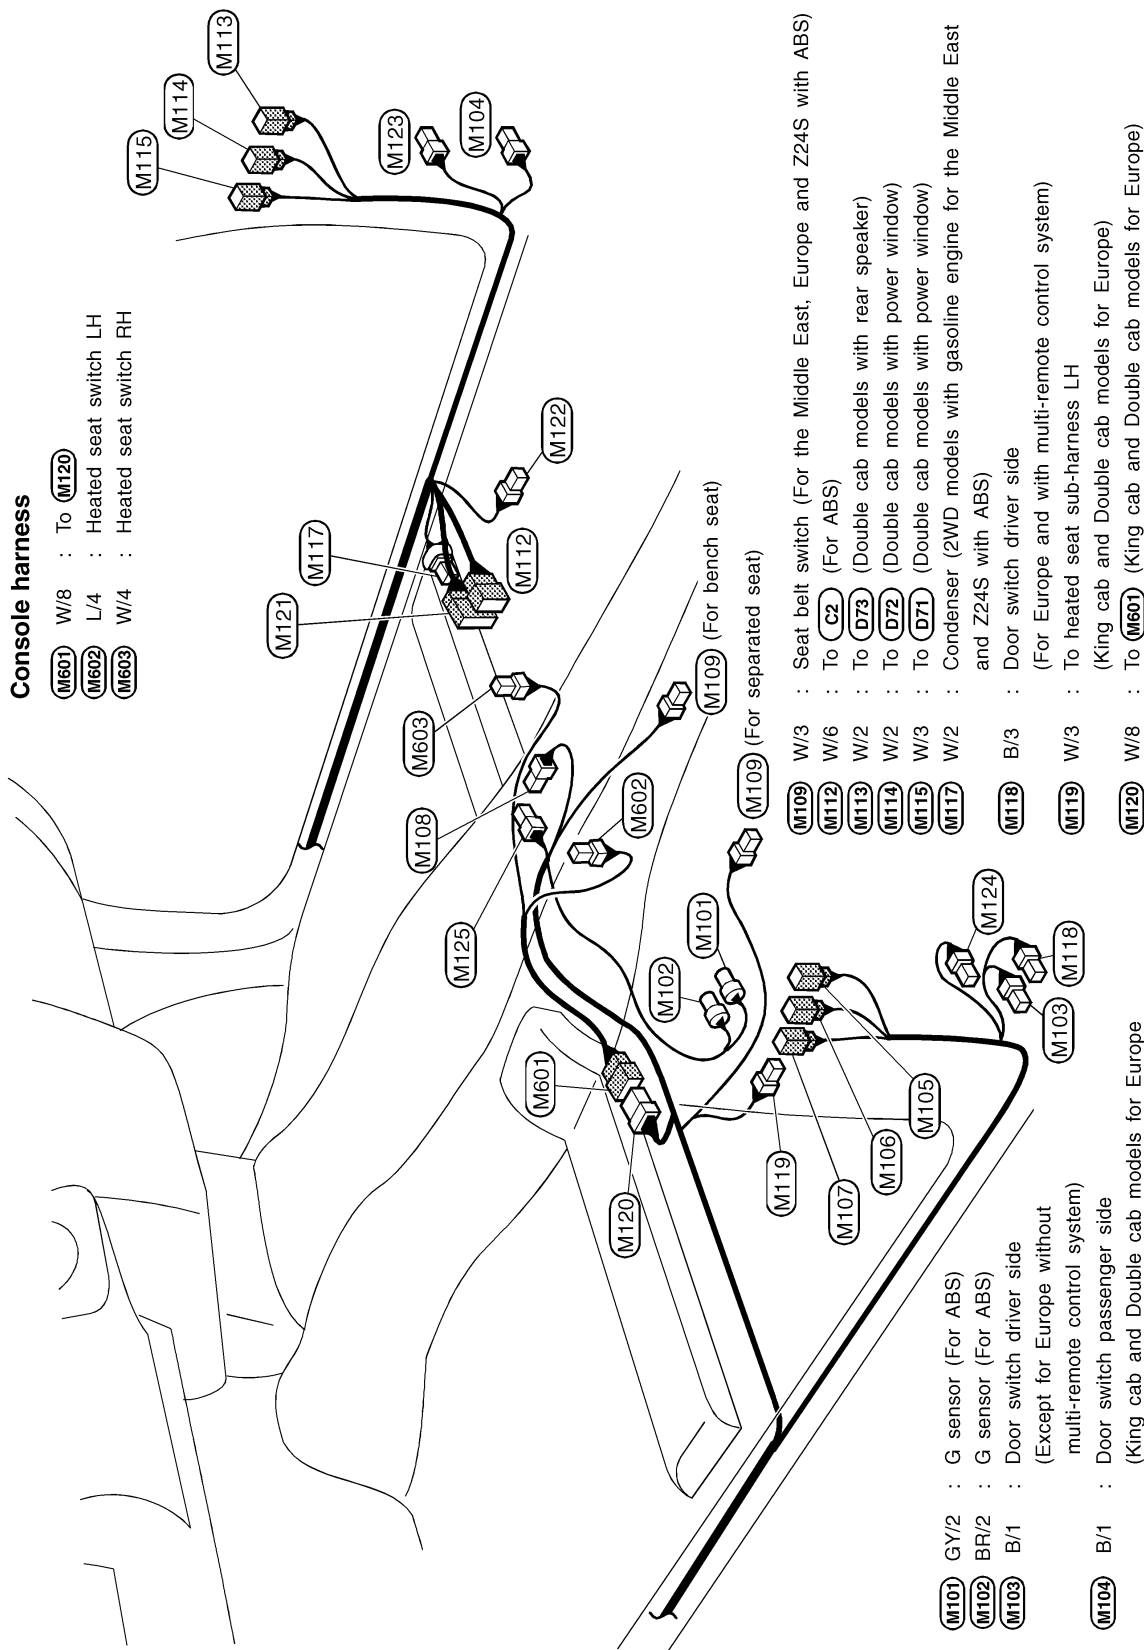 Console harness
M601 W/8 : To M120
M602 L/4 : Heated seat switch LH
M603 W/4 : Heated seat switch RH
M115
M114
M113
M123
M104
M121
M117
M122
M112
M603
M108
M125
M602
M109 (For bench seat)
M109 (For separated seat)
M102
M101
M601
M120
M119
M107
M106
M105
M124
M118
M103
M101 GY/2 : G sensor (For ABS)
M102 BR/2 : G sensor (For ABS)
M103 B/1 : Door switch driver side
(Except for Europe without
multi-remote control system)
M104 B/1 : Door switch passenger side
(King cab and Double cab models for Europe
M109 W/3 : Seat belt switch (For the Middle East, Europe and Z24S with ABS)
M112 W/6 : To C2 (For ABS)
M113 W/2 : To D73 (Double cab models with rear speaker)
M114 W/2 : To D72 (Double cab models with power window)
M115 W/3 : To D71 (Double cab models with power window)
M117 W/2 : Condenser (2WD models with gasoline engine for the Middle East
and Z24S with ABS)
M118 B/3 : Door switch driver side
(For Europe and with multi-remote control system)
M119 W/3 : To heated seat sub-harness LH
(King cab and Double cab models for Europe)
M120 W/8 : To M601 (King cab and Double cab models for Europe)